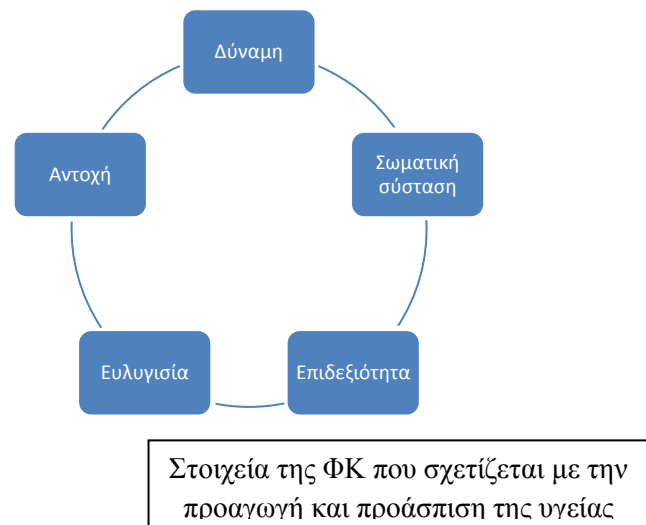 Δύναμη
Σωματική
σύσταση
Επιδεξιότητα
Ευλυγισία
Αντοχή
Στοιχεία της ΦΚ που σχετίζεται με την
προαγωγή και προάσπιση της υγείας